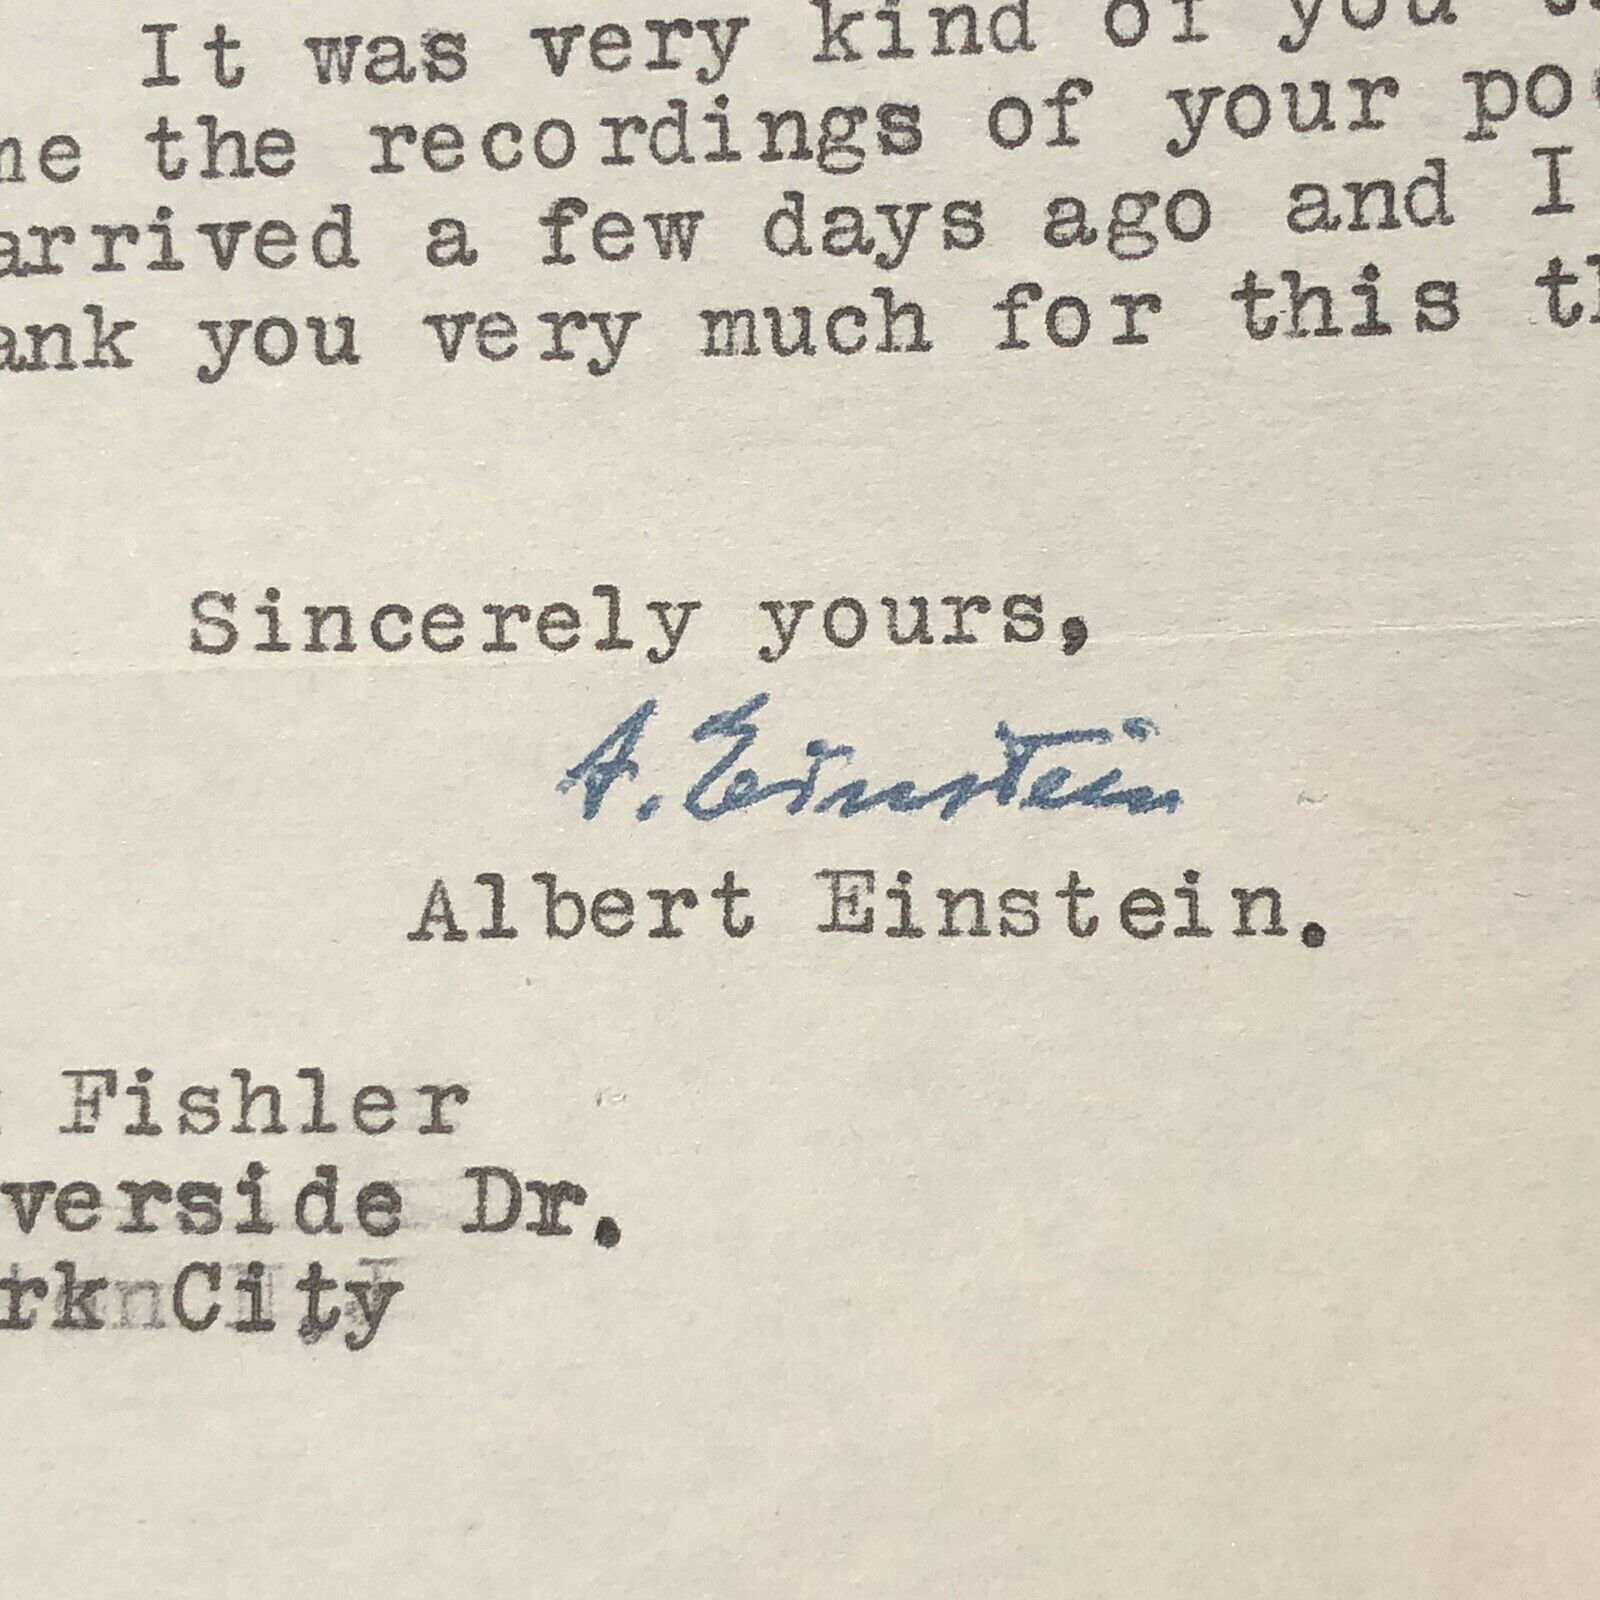 It was very kind of you
me the recordings of your
arrived a few days ago and I
ank you very much for this
Sincerely yours,
A. Einstein
Albert Einstein.
Fishler
verside Dr.
rk City